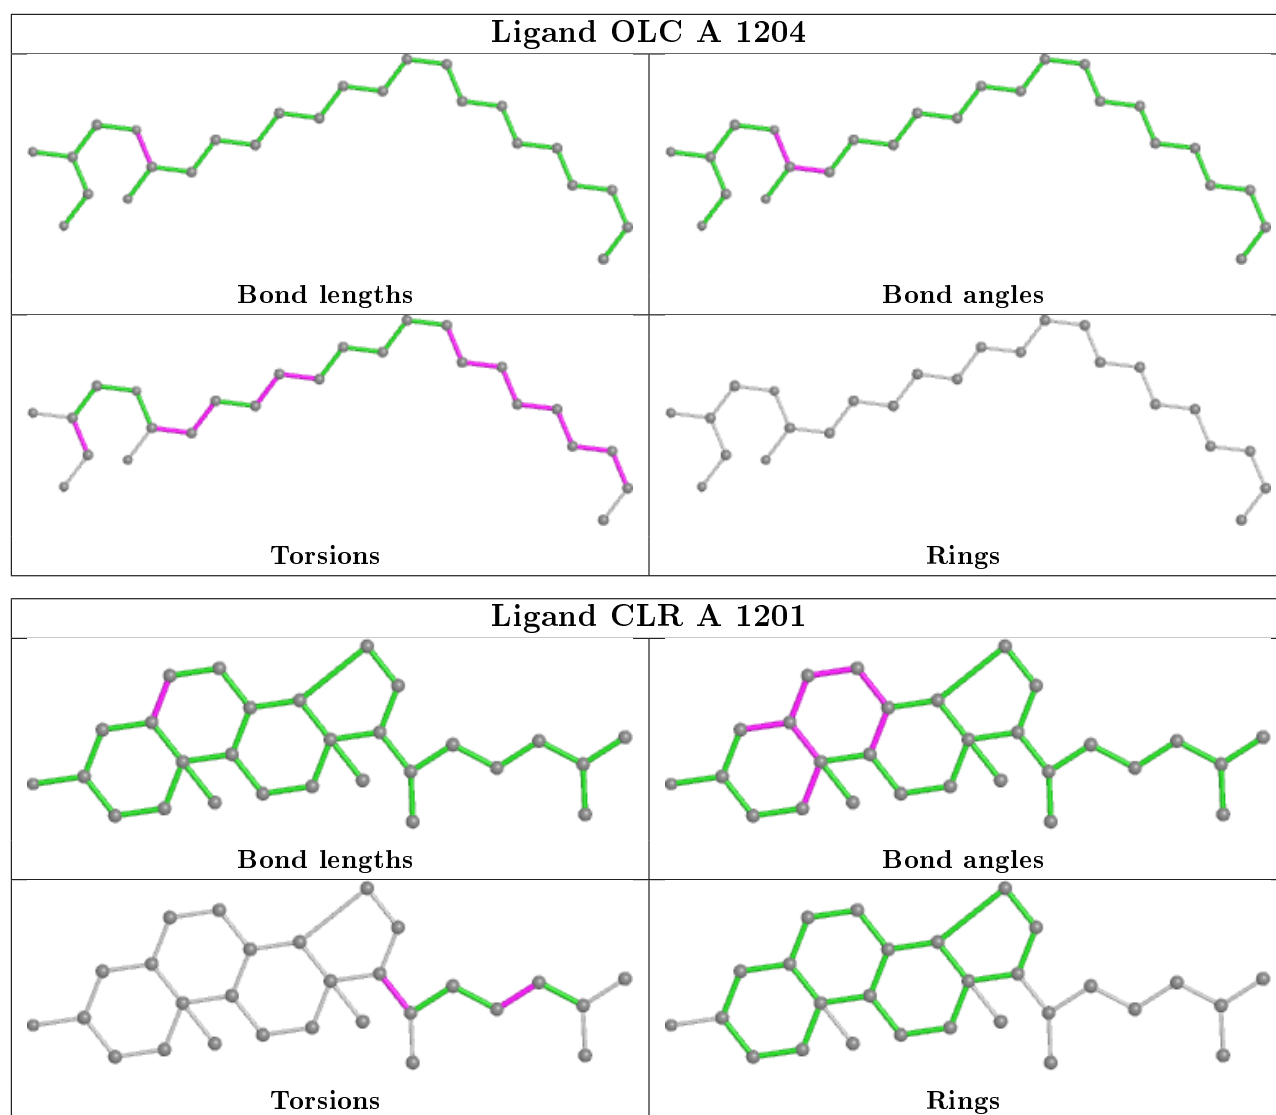 Ligand OLC A 1204
Bond lengths
Bond angles
Torsions
Rings
Ligand CLR A 1201
Bond lengths
Bond angles
Torsions
Rings